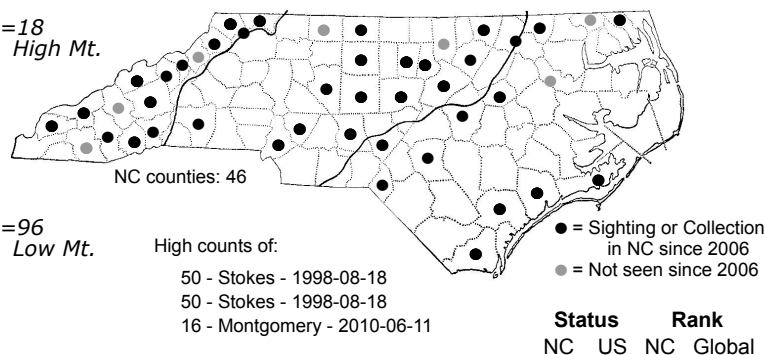 =18
High Mt.
NC counties: 46
=96
Low Mt.
High counts of:
50 - Stokes - 1998-08-18
50 - Stokes - 1998-08-18
16 - Montgomery - 2010-06-11
= Sighting or Collection
in NC since 2006
= Not seen since 2006
Status Rank
NC US NC Global